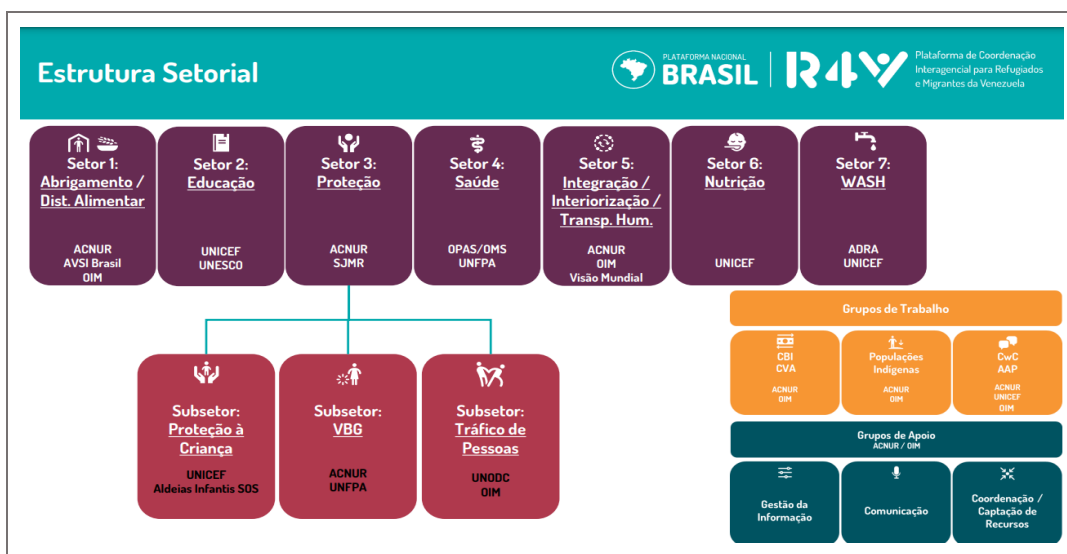 Estrutura Setorial
PLATAFORMA NACIONAL
BRASIL
R4V
Plataforma de Coordenação
Interagencial para Refugiados
e Migrantes da Venezuela
Setor 1:
Abrigamento /
Dist. Alimentar
ACNUR
AVSI Brasil
OIM
Setor 2:
Educação
UNICEF
UNESCO
Setor 3:
Proteção
ACNUR
SJMR
Setor 4:
Saúde
OPAS/OMS
UNFPA
Setor 5:
Integração /
Interiorização /
Transp. Hum.
ACNUR
OIM
Visão Mundial
Setor 6:
Nutrição
UNICEF
Setor 7:
WASH
ADRA
UNICEF
Subsetor:
Proteção à
Criança
UNICEF
Aldeias Infantis SOS
Subsetor:
VBG
ACNUR
UNFPA
Subsetor:
Tráfico de
Pessoas
UNODC
OIM
Grupos de Trabalho
CBI
CVA
ACNUR
OIM
Populações
Indígenas
ACNUR
OIM
CwC
AAP
ACNUR
UNICEF
OIM
Grupos de Apoio
ACNUR / OIM
Gestão da
Informação
Comunicação
Coordenação /
Captação de
Recursos